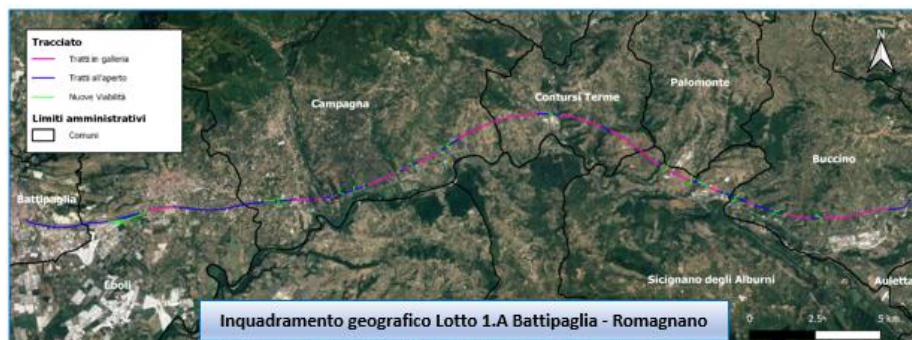 Tracciato
Tratti in galleria
Tratti all'aperto
Nuove Viabilità
Limiti amministrativi
Comuni
N
Campagna
Contursi Terme
Palomonte
Buccino
Battipaglia
Eboli
Sicignano degli Alburni
Auletta
Inquadramento geografico Lotto 1.A Battipaglia - Romagnano
0 2.5 5 km